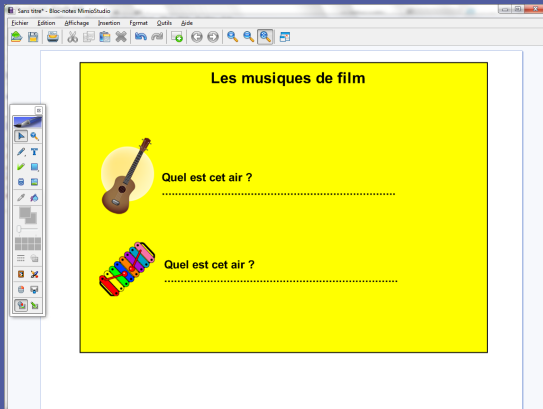 Sans titre* - Bloc-notes MimioStudio
Fichier Edition Affichage Insertion Format Outils Aide
Les musiques de film
Quel est cet air ?
................................................................................
Quel est cet air ?
................................................................................